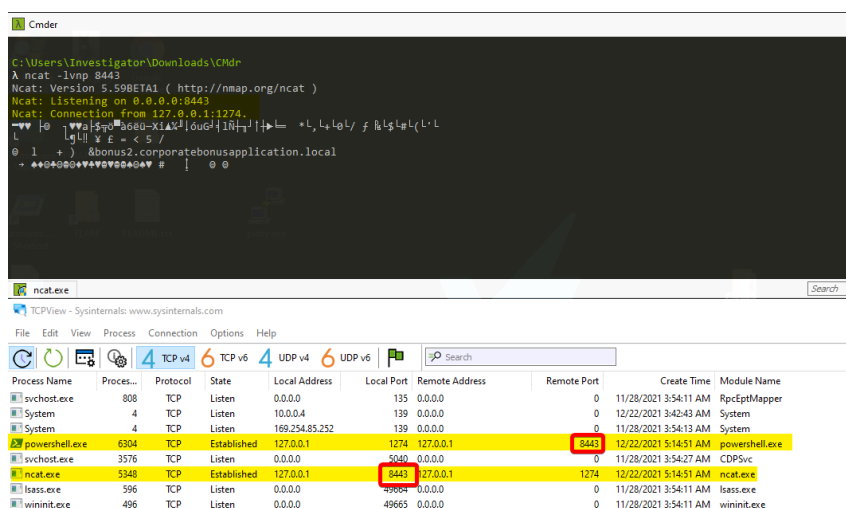 Cmder
C:\Users\Investigator\Downloads\CMdr
λ ncat -lvnp 8443
Ncat: Version 5.59BETA1 ( http://nmap.org/ncat )
Ncat: Listening on 0.0.0.0:8443
Ncat: Connection from 127.0.0.1:1274.
&bonus2.corporatebonusapplication.local
ncat.exe Search
TCPView - Sysinternals: www.sysinternals.com
File Edit View Process Connection Options Help
4 TCP v4 6 TCP v6 4 UDP v4 6 UDP v6 Search
Process Name Proces... Protocol State Local Address Local Port Remote Address Remote Port Create Time Module Name
svchost.exe 808 TCP Listen 0.0.0.0 135 0.0.0.0 0 11/28/2021 3:54:11 AM RpcEptMapper
System 4 TCP Listen 10.0.0.4 139 0.0.0.0 0 12/22/2021 3:42:43 AM System
System 4 TCP Listen 169.254.85.252 139 0.0.0.0 0 11/28/2021 3:54:13 AM System
powershell.exe 6304 TCP Established 127.0.0.1 1274 127.0.0.1 8443 12/22/2021 5:14:51 AM powershell.exe
svchost.exe 3576 TCP Listen 0.0.0.0 5040 0.0.0.0 0 11/28/2021 3:54:27 AM CDPSvc
ncat.exe 5348 TCP Established 127.0.0.1 8443 127.0.0.1 1274 12/22/2021 5:14:51 AM ncat.exe
lsass.exe 596 TCP Listen 0.0.0.0 49664 0.0.0.0 0 11/28/2021 3:54:11 AM lsass.exe
wininit.exe 496 TCP Listen 0.0.0.0 49665 0.0.0.0 0 11/28/2021 3:54:11 AM wininit.exe